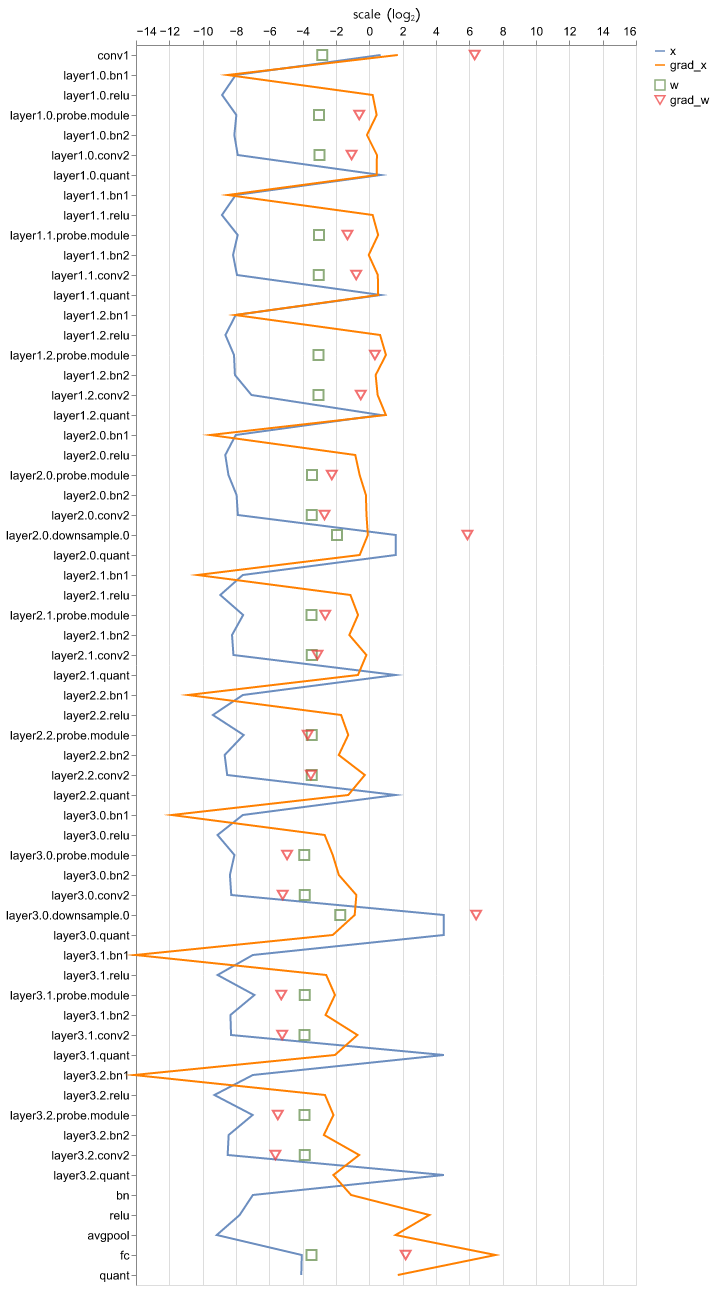 scale (log₂)
−14 −12 −10 −8 −6 −4 −2 0 2 4 6 8 10 12 14 16
x
grad_x
w
grad_w
conv1
layer1.0.bn1
layer1.0.relu
layer1.0.probe.module
layer1.0.bn2
layer1.0.conv2
layer1.0.quant
layer1.1.bn1
layer1.1.relu
layer1.1.probe.module
layer1.1.bn2
layer1.1.conv2
layer1.1.quant
layer1.2.bn1
layer1.2.relu
layer1.2.probe.module
layer1.2.bn2
layer1.2.conv2
layer1.2.quant
layer2.0.bn1
layer2.0.relu
layer2.0.probe.module
layer2.0.bn2
layer2.0.conv2
layer2.0.downsample.0
layer2.0.quant
layer2.1.bn1
layer2.1.relu
layer2.1.probe.module
layer2.1.bn2
layer2.1.conv2
layer2.1.quant
layer2.2.bn1
layer2.2.relu
layer2.2.probe.module
layer2.2.bn2
layer2.2.conv2
layer2.2.quant
layer3.0.bn1
layer3.0.relu
layer3.0.probe.module
layer3.0.bn2
layer3.0.conv2
layer3.0.downsample.0
layer3.0.quant
layer3.1.bn1
layer3.1.relu
layer3.1.probe.module
layer3.1.bn2
layer3.1.conv2
layer3.1.quant
layer3.2.bn1
layer3.2.relu
layer3.2.probe.module
layer3.2.bn2
layer3.2.conv2
layer3.2.quant
bn
relu
avgpool
fc
quant